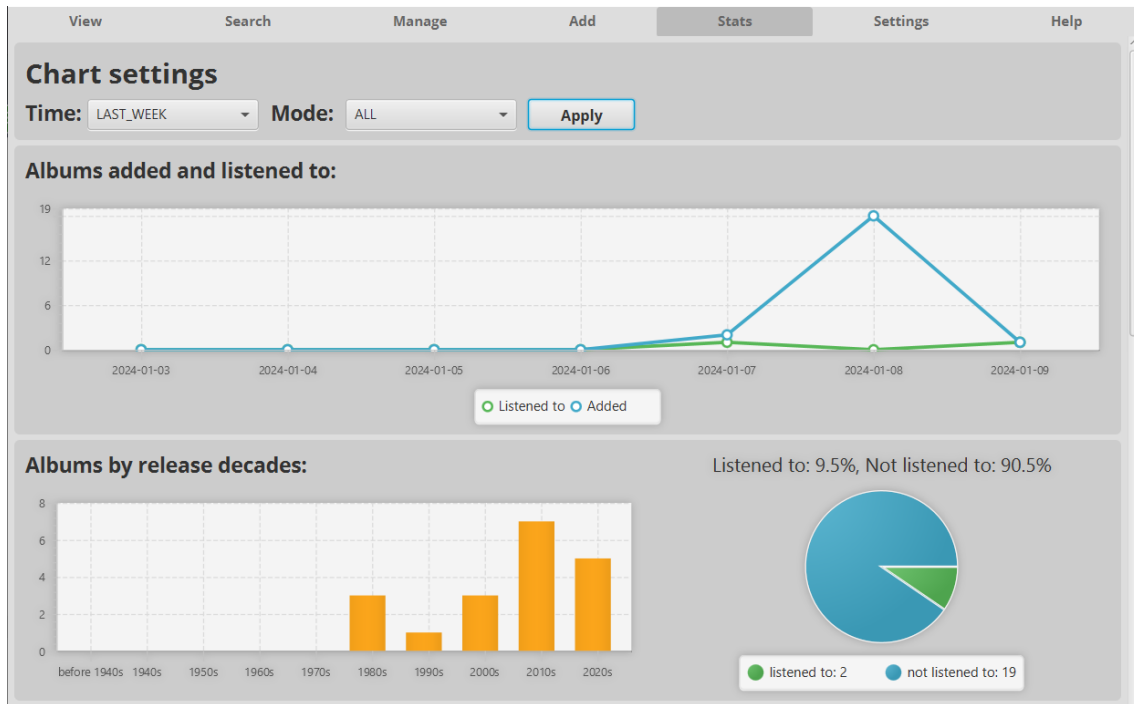 View Search Manage Add Stats Settings Help
Chart settings
Time: LAST_WEEK Mode: ALL Apply
Albums added and listened to:
19
12
6
0
2024-01-03 2024-01-04 2024-01-05 2024-01-06 2024-01-07 2024-01-08 2024-01-09
Listened to Added
Albums by release decades:
8
6
4
2
0
before 1940s 1940s 1950s 1960s 1970s 1980s 1990s 2000s 2010s 2020s
Listened to: 9.5%, Not listened to: 90.5%
listened to: 2 not listened to: 19